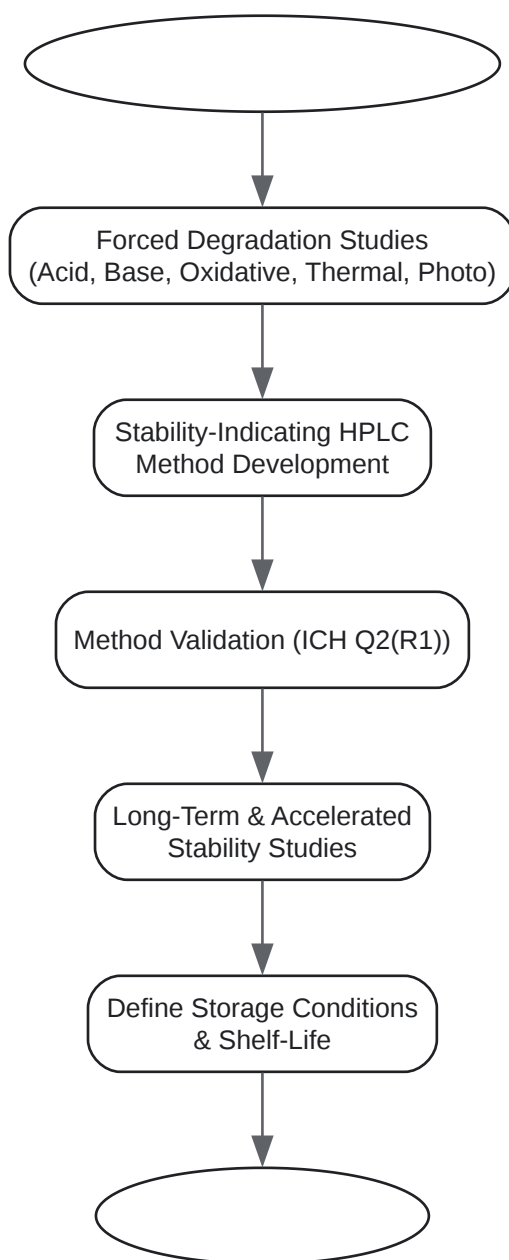 Forced Degradation Studies
(Acid, Base, Oxidative, Thermal, Photo)
Stability-Indicating HPLC
Method Development
Method Validation (ICH Q2(R1))
Long-Term & Accelerated
Stability Studies
Define Storage Conditions
& Shelf-Life